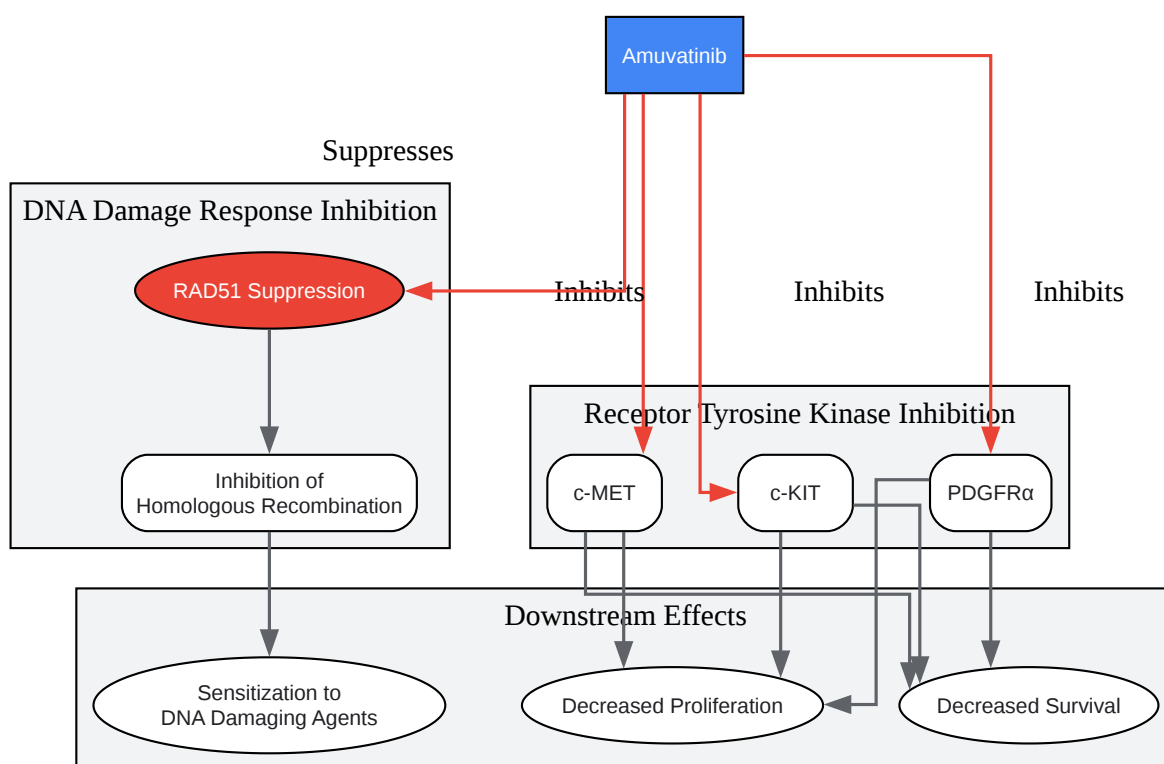 Amuvatinib
Suppresses
DNA Damage Response Inhibition
RAD51 Suppression
Inhibits
Inhibits
Inhibits
Receptor Tyrosine Kinase Inhibition
Inhibition of
Homologous Recombination
c-MET
c-KIT
PDGFRα
Downstream Effects
Sensitization to
DNA Damaging Agents
Decreased Proliferation
Decreased Survival